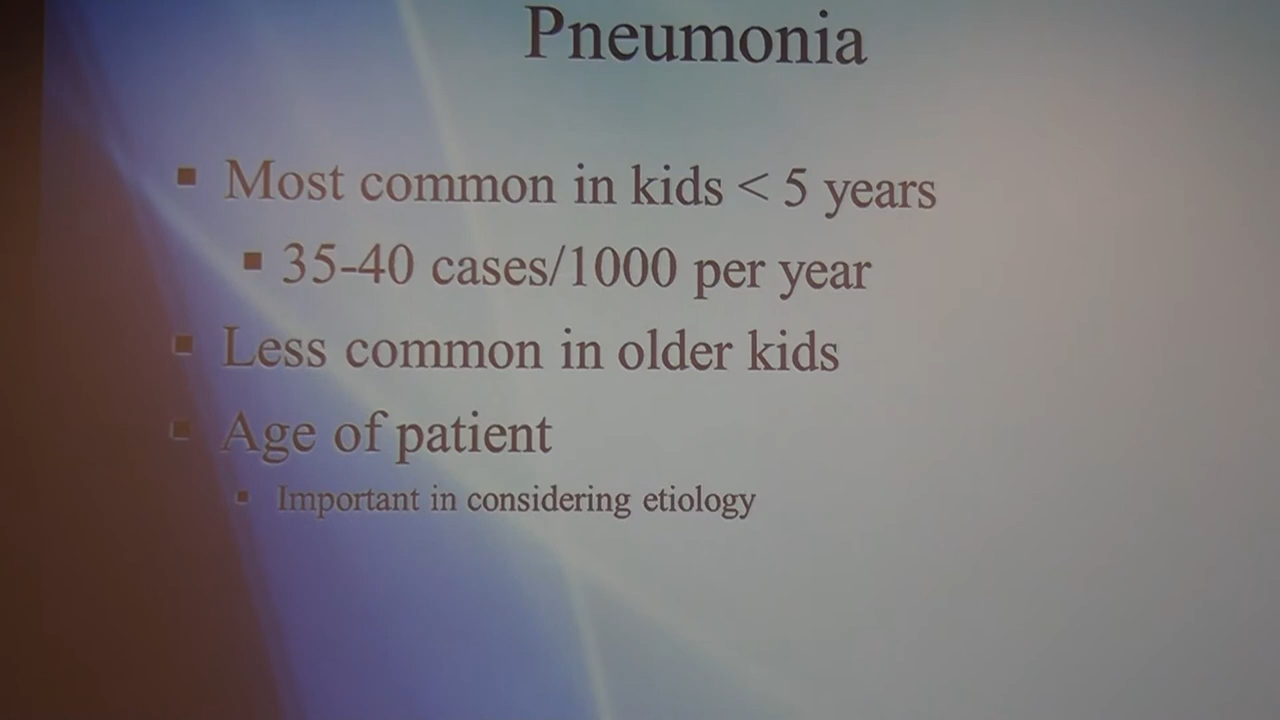 Pneumonia
▪ Most common in kids < 5 years
▪ 35-40 cases/1000 per year
▪ Less common in older kids
▪ Age of patient
▪ Important in considering etiology